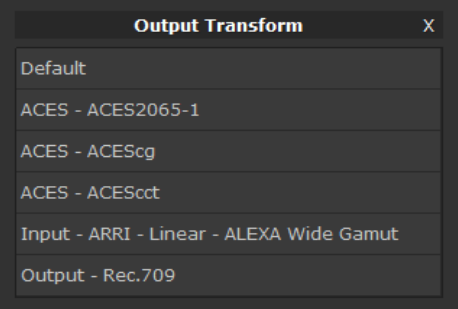 Output Transform X
Default
ACES - ACES2065-1
ACES - ACEScg
ACES - ACEScct
Input - ARRI - Linear - ALEXA Wide Gamut
Output - Rec.709